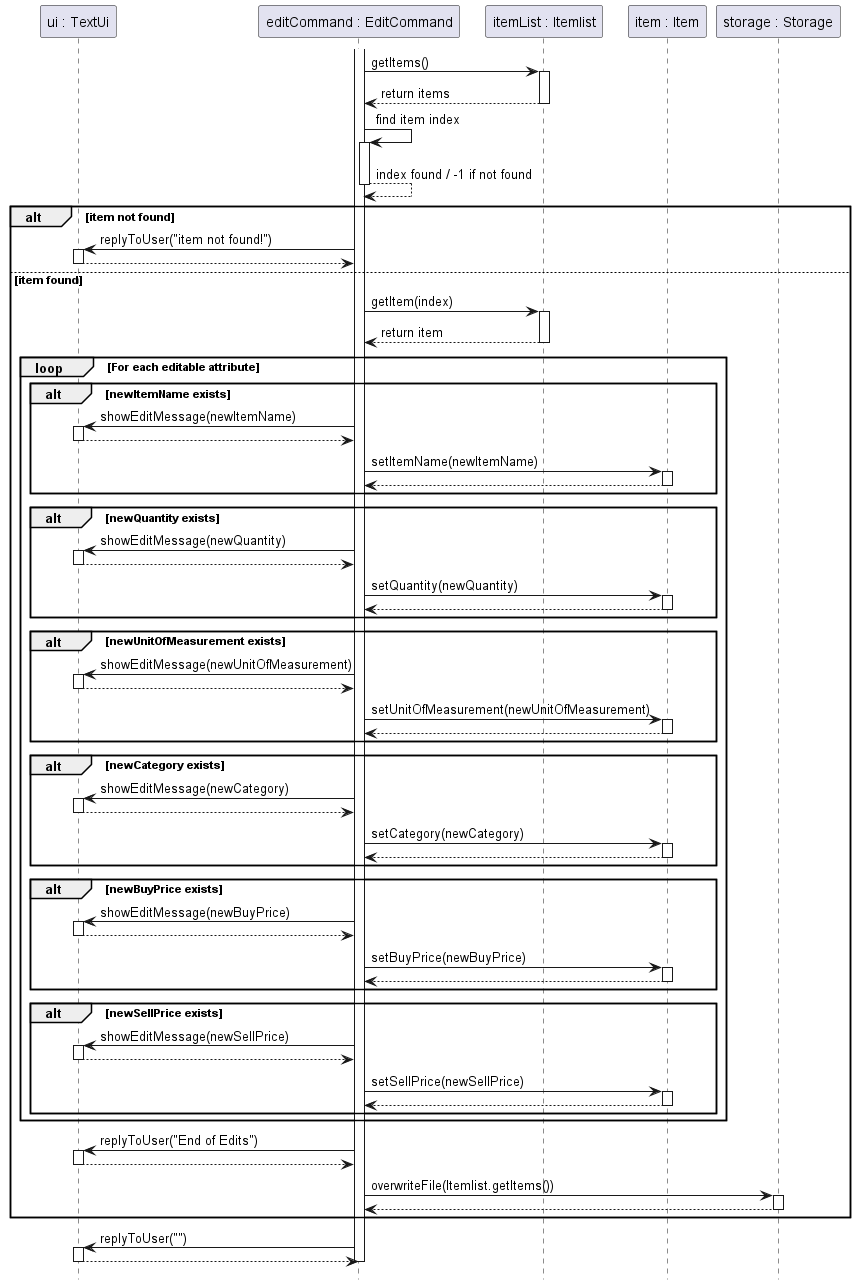 ui : TextUi
editCommand : EditCommand
itemList : Itemlist
item : Item
storage : Storage
getItems()
return items
find item index
index found / -1 if not found
alt
[item not found]
replyToUser("item not found!")
[item found]
getItem(index)
return item
loop
[For each editable attribute]
alt
[newItemName exists]
showEditMessage(newItemName)
setItemName(newItemName)
alt
[newQuantity exists]
showEditMessage(newQuantity)
setQuantity(newQuantity)
alt
[newUnitOfMeasurement exists]
showEditMessage(newUnitOfMeasurement)
setUnitOfMeasurement(newUnitOfMeasurement)
alt
[newCategory exists]
showEditMessage(newCategory)
setCategory(newCategory)
alt
[newBuyPrice exists]
showEditMessage(newBuyPrice)
setBuyPrice(newBuyPrice)
alt
[newSellPrice exists]
showEditMessage(newSellPrice)
setSellPrice(newSellPrice)
replyToUser("End of Edits")
overwriteFile(Itemlist.getItems())
replyToUser("")